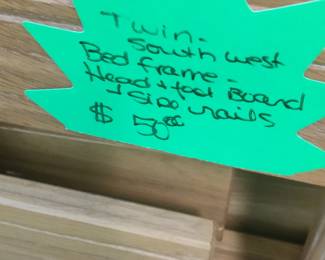 Twin-
South west
Bed frame-
Head + foot Board
+ Side rails
$ 50.00